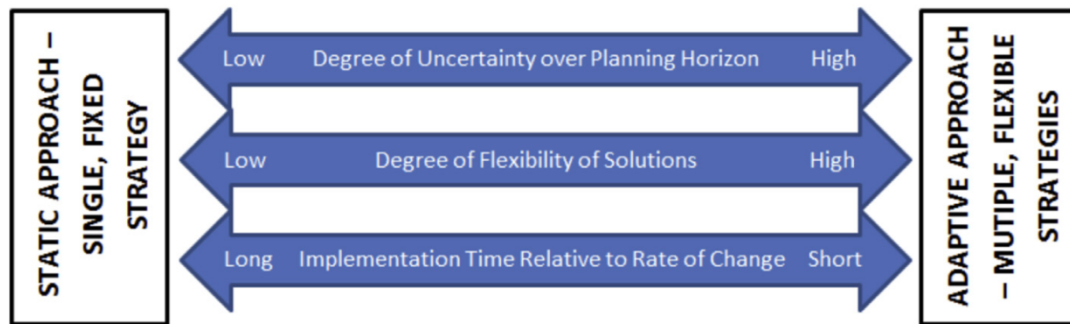 STATIC APPROACH –
SINGLE, FIXED
STRATEGY
Low Degree of Uncertainty over Planning Horizon High
Low Degree of Flexibility of Solutions High
Long Implementation Time Relative to Rate of Change Short
ADAPTIVE APPROACH
– MUTIPLE, FLEXIBLE
STRATEGIES